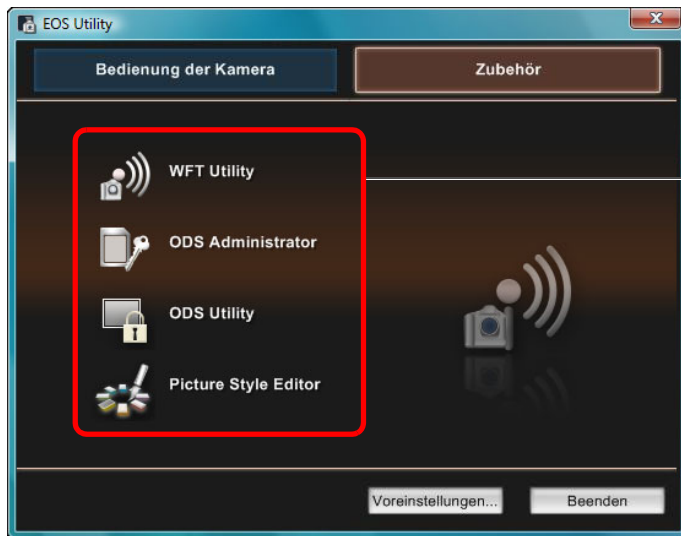 EOS Utility
Bedienung der Kamera
Zubehör
WFT Utility
ODS Administrator
ODS Utility
Picture Style Editor
Voreinstellungen...
Beenden